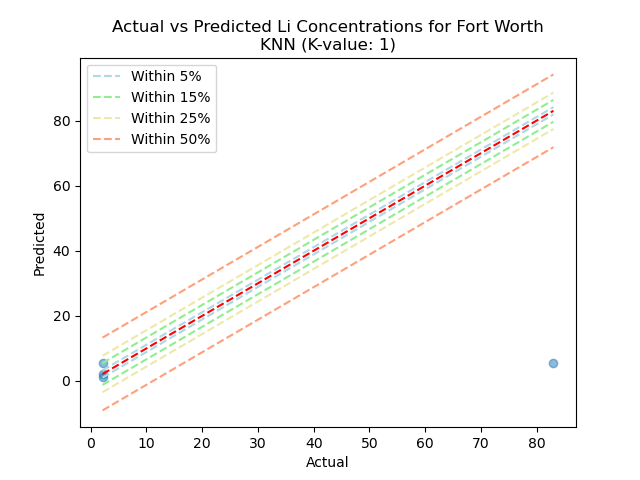 Actual vs Predicted Li Concentrations for Fort Worth
KNN (K-value: 1)
Within 5%
Within 15%
Within 25%
Within 50%
80
60
40
20
0
Predicted
0 10 20 30 40 50 60 70 80
Actual